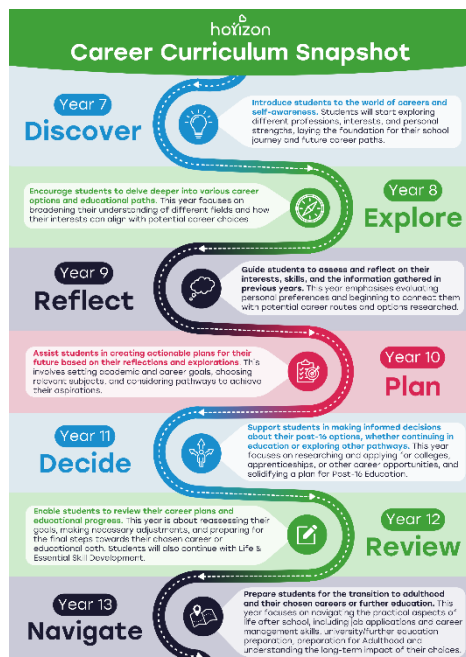 horizon
Career Curriculum Snapshot
Year 7
Discover
Introduce students to the world of careers and
self-awareness. Students will start exploring
different professions, interests, and personal
strengths, laying the foundation for their school
journey and future career paths.
Encourage students to delve deeper into various career
options and educational paths. This year focuses on
broadening their understanding of different fields and how
their interests can align with potential career choices
Year 8
Explore
Year 9
Reflect
Guide students to assess and reflect on their
interests, skills, and the information gathered in
previous years. This year emphasises evaluating
personal preferences and beginning to connect them
with potential career routes and options researched.
Assist students in creating actionable plans for their
future based on their reflections and explorations. This
involves setting academic and career goals, choosing
relevant subjects, and considering pathways to achieve
their aspirations.
Year 10
Plan
Year 11
Decide
Support students in making informed decisions
about their post-16 options, whether continuing in
education or exploring other pathways. This year
focuses on researching and applying for colleges,
apprenticeships, or other career opportunities, and
solidifying a plan for Post-16 Education.
Enable students to review their career plans and
educational progress. This year is about reassessing their
goals, making necessary adjustments, and preparing for
the final steps towards their chosen career or
educational path. Students will also continue with Life &
Essential Skill Development.
Year 12
Review
Year 13
Navigate
Prepare students for the transition to adulthood
and their chosen careers or further education. This
year focuses on navigating the practical aspects of
life after school, including job applications and career
management skills, university/further education
preparation, preparation for Adulthood and
understanding the long-term impact of their choices.